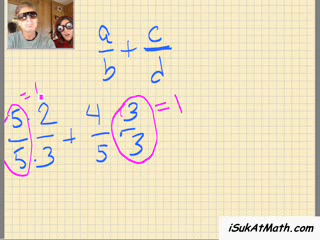 a/b + c/d
= 1
5/5 · 2/3 + 4/5 · 3/3 = 1
iSukAtMath.com